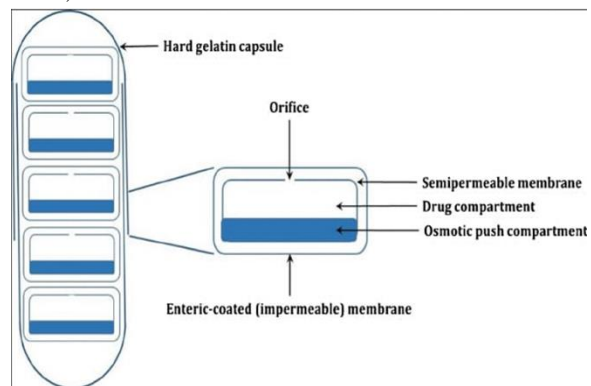 Hard gelatin capsule
Orifice
Semipermeable membrane
Drug compartment
Osmotic push compartment
Enteric-coated (impermeable) membrane